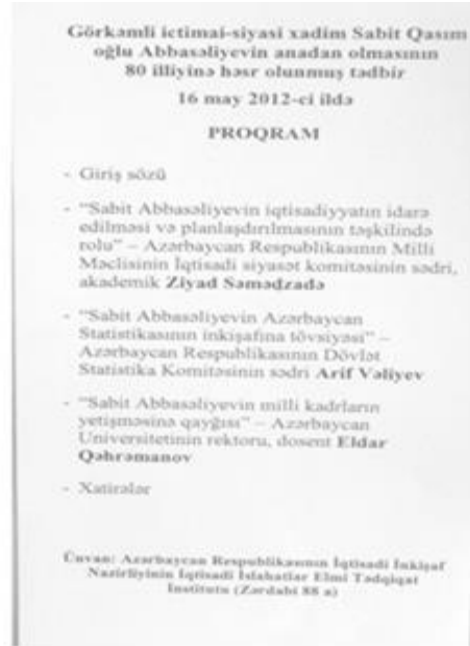 Görkəmli ictimai-siyasi xadim Sabit Qasım
oğlu Abbasəliyevin anadan olmasının
80 illiyinə həsr olunmuş tədbir
16 may 2012-ci ildə
PROQRAM
- Giriş sözü
- "Sabit Abbasəliyevin iqtisadiyyatın idarə
edilməsi və planlaşdırılmasının təşkilində
rolu" – Azərbaycan Respublikasının Milli
Məclisinin İqtisadi siyasət komitəsinin sədri,
akademik Ziyad Səmədzadə
- "Sabit Abbasəliyevin Azərbaycan
Statistikasının inkişafına tövsiyəsi" –
Azərbaycan Respublikasının Dövlət
Statistika Komitəsinin sədri Arif Vəliyev
- "Sabit Abbasəliyevin milli kadrların
yetişməsinə qayğısı" – Azərbaycan
Universitetinin rektoru, dosent Eldar
Qəhrəmanov
- Xatirələr
Ünvan: Azərbaycan Respublikasının İqtisadi İnkişaf
Nazirliyinin İqtisadi İslahatlar Elmi Tədqiqat
İnstitutu (Zərdabi 88 a)